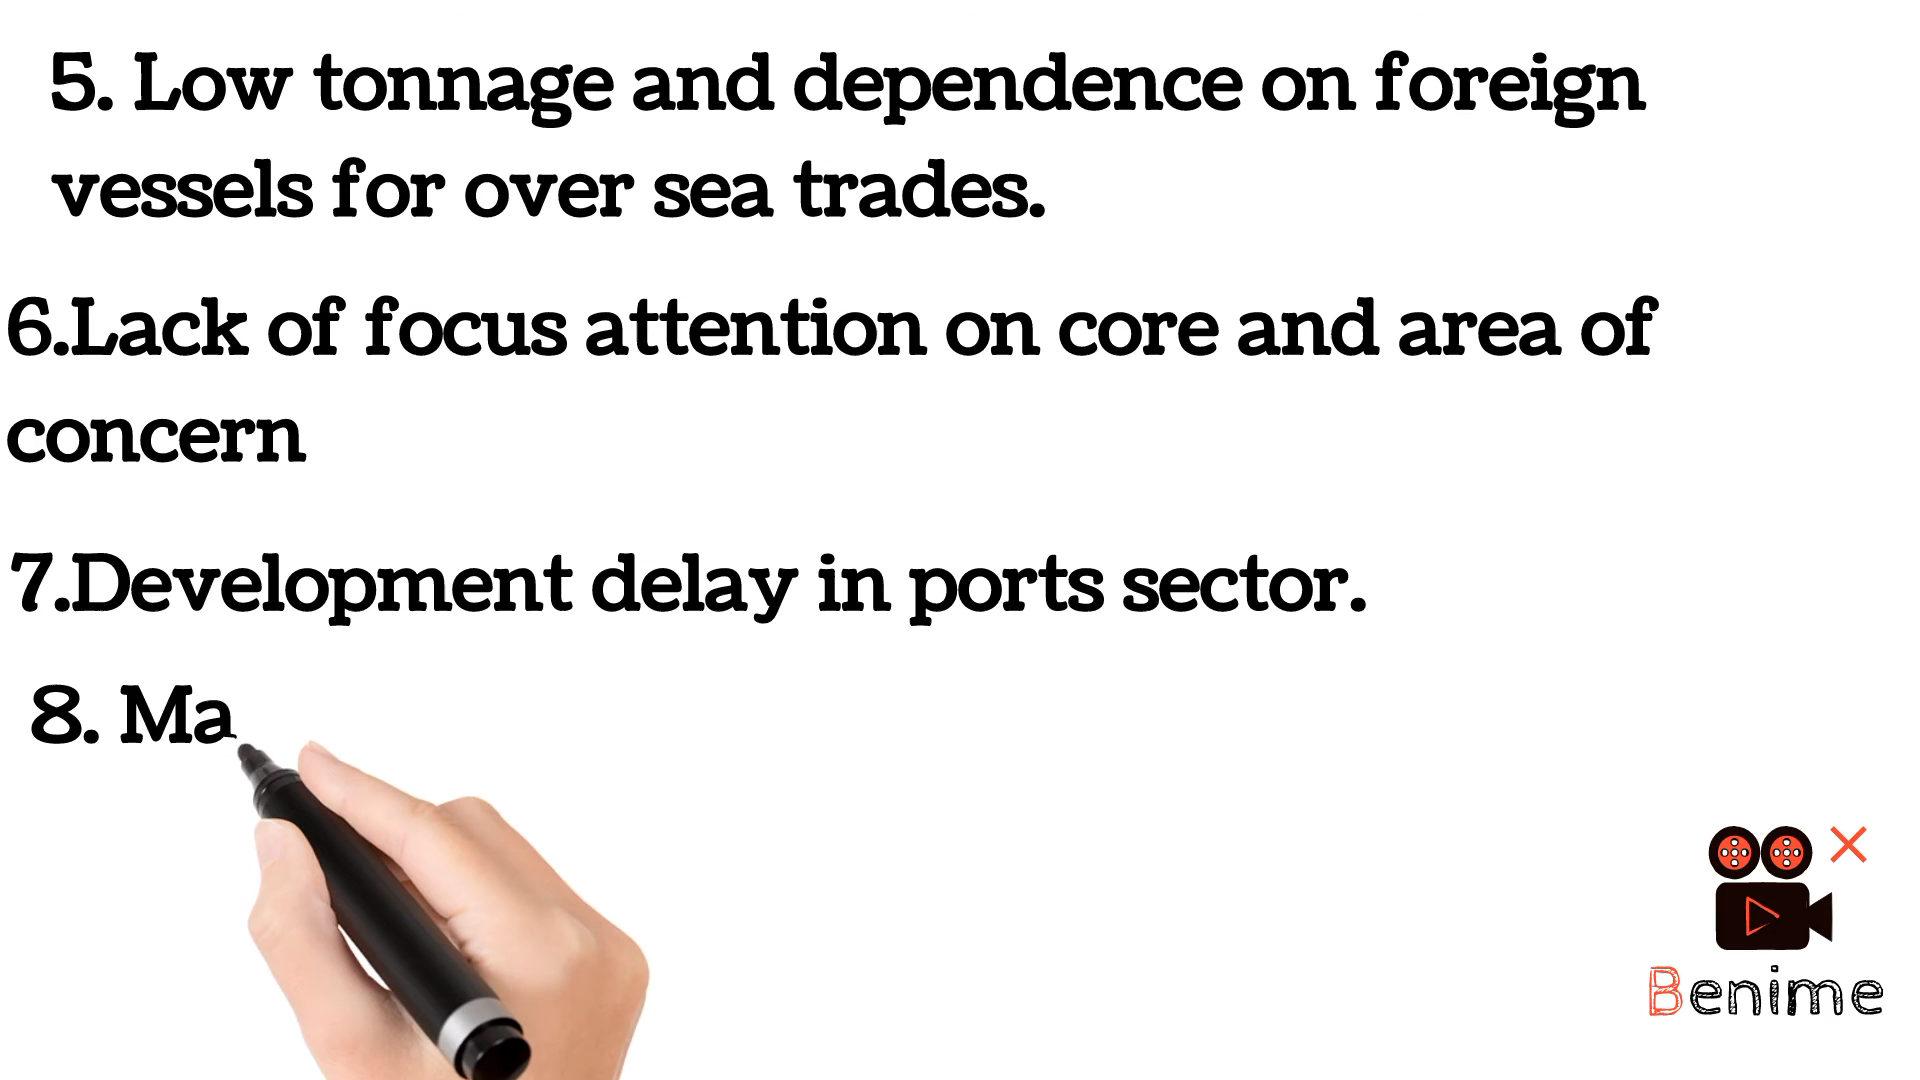 5. Low tonnage and dependence on foreign
vessels for over sea trades.
6.Lack of focus attention on core and area of
concern
7.Development delay in ports sector.
8. Ma
Benime